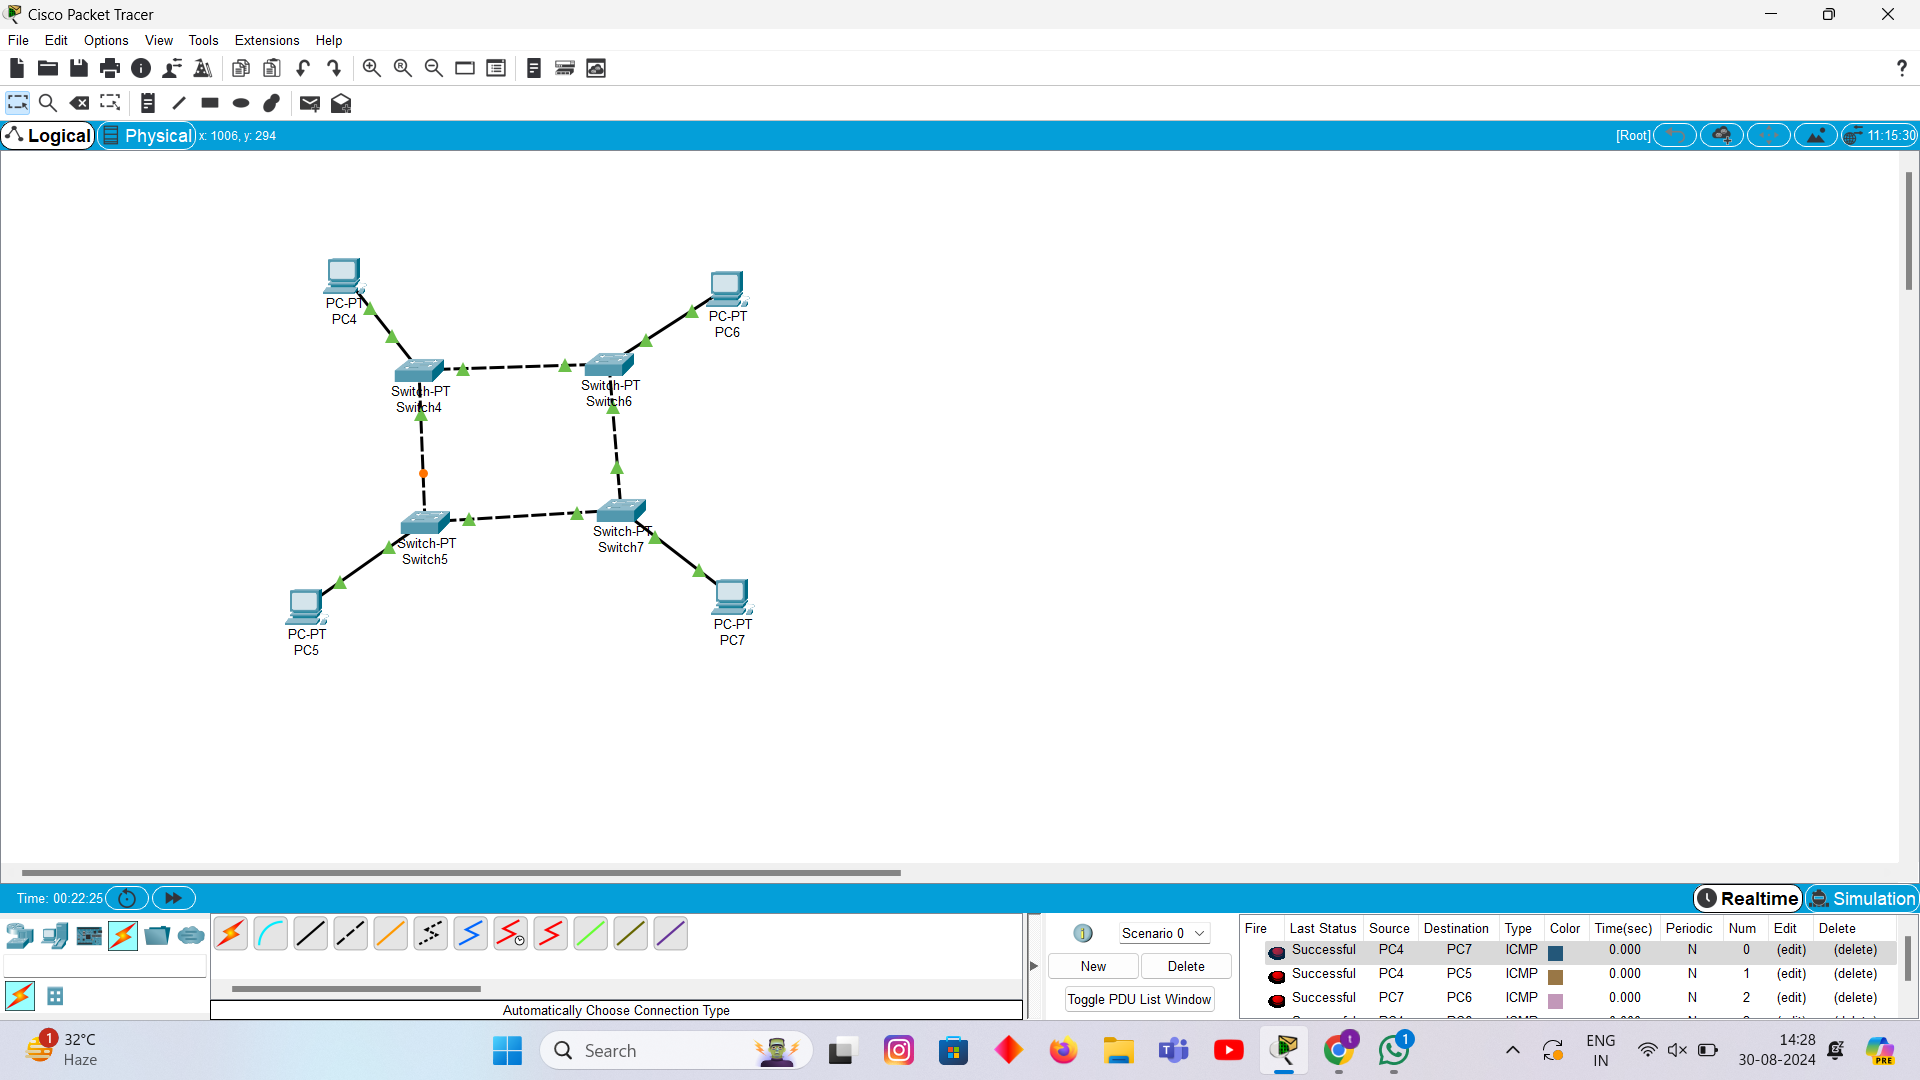 Cisco Packet Tracer
File Edit Options View Tools Extensions Help
?
Logical Physical x: 1006, y: 294 [Root] 11:15:30
PC-PT
PC4
PC-PT
PC6
Switch-PT
Switch4
Switch-PT
Switch6
Switch-PT
Switch5
Switch-PT
Switch7
PC-PT
PC5
PC-PT
PC7
Time: 00:22:25 Realtime Simulation
Scenario 0
New Delete
Toggle PDU List Window
Automatically Choose Connection Type
Fire Last Status Source Destination Type Color Time(sec) Periodic Num Edit Delete
Successful PC4 PC7 ICMP 0.000 N 0 (edit) (delete)
Successful PC4 PC5 ICMP 0.000 N 1 (edit) (delete)
Successful PC7 PC6 ICMP 0.000 N 2 (edit) (delete)
1 32°C
Haze
Search
t
1
ENG
IN
14:28
30-08-2024
PRE